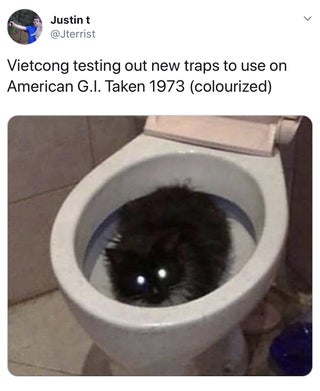 Justin t
@Jterrist
Vietcong testing out new traps to use on
American G.I. Taken 1973 (colourized)